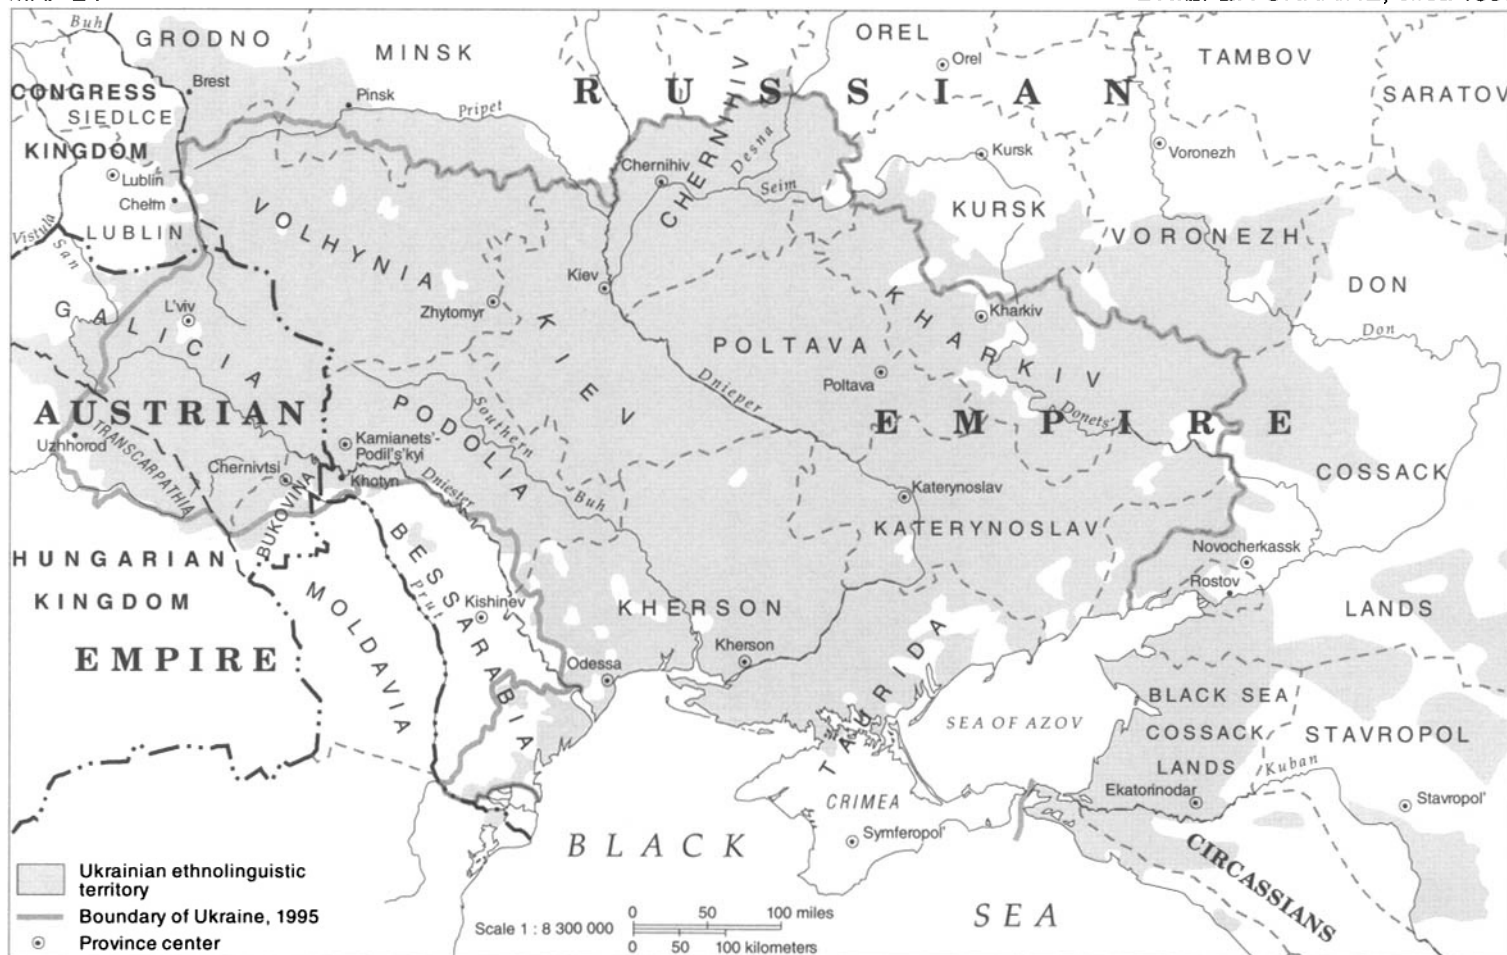 Buh
GRODNO
MINSK
OREL
Orel
TAMBOV
SARATOV
Brest
Pinsk
Pripet
RUSSIAN
CONGRESS
SIEDLCE
KINGDOM
Lublin
Chełm
LUBLIN
Vistula
San
CHERNIHIV
Chernihiv
Desna
Seim
Kursk
KURSK
Voronezh
VORONEZH
VOLHYNIA
Zhytomyr
Kiev
KIEV
GALICIA
L'viv
POLTAVA
Poltava
KHARKIV
Kharkiv
Donets'
DON
Don
Dnieper
AUSTRIAN
EMPIRE
Uzhhorod
TRANSCARPATHIA
Chernivtsi
BUKOVINA
Kamianets'-
Podil's'kyi
Khotyn
PODOLIA
Southern
Buh
Dniester
COSSACK
Katerynoslav
KATERYNOSLAV
Novocherkassk
Rostov
LANDS
HUNGARIAN
KINGDOM
EMPIRE
MOLDAVIA
Prut
BESSARABIA
Kishinev
KHERSON
Kherson
Odessa
TAURIDA
SEA OF AZOV
BLACK SEA
COSSACK
LANDS
Ekatorinodar
STAVROPOL
Kuban
Stavropol'
CRIMEA
Symferopol'
CIRCASSIANS
BLACK
SEA
Ukrainian ethnolinguistic
territory
Boundary of Ukraine, 1995
Province center
Scale 1 : 8 300 000
0 50 100 miles
0 50 100 kilometers